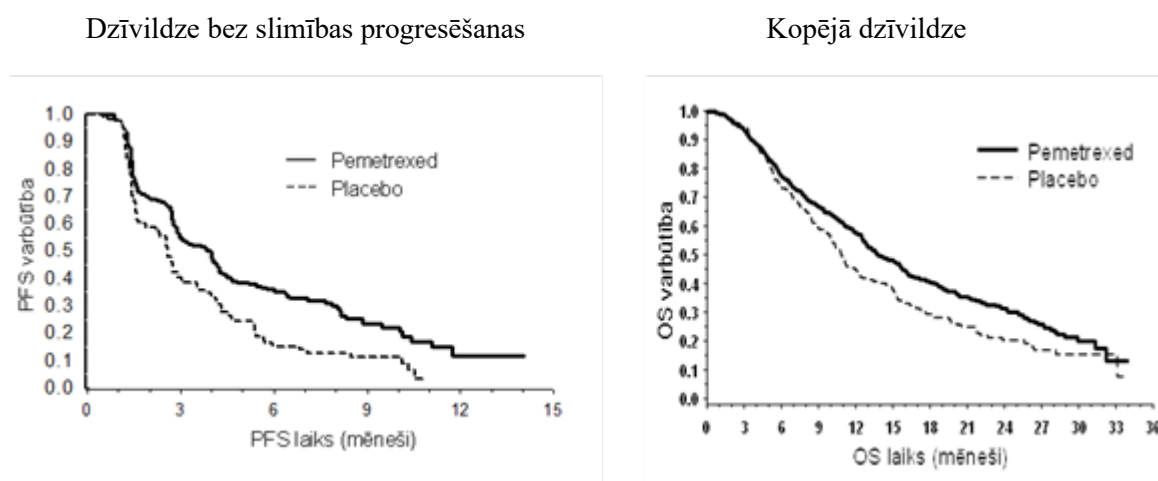 Dzīvildze bez slimības progresēšanas
Kopējā dzīvildze
1.0
0.9
0.8
0.7
0.6
0.5
0.4
0.3
0.2
0.1
0.0
PFS varbūtība
Pemetrexed
Placebo
0 3 6 9 12 15
PFS laiks (mēneši)
1.0
0.9
0.8
0.7
0.6
0.5
0.4
0.3
0.2
0.1
0.0
OS varbūtība
Pemetrexed
Placebo
0 3 6 9 12 15 18 21 24 27 30 33 36
OS laiks (mēneši)